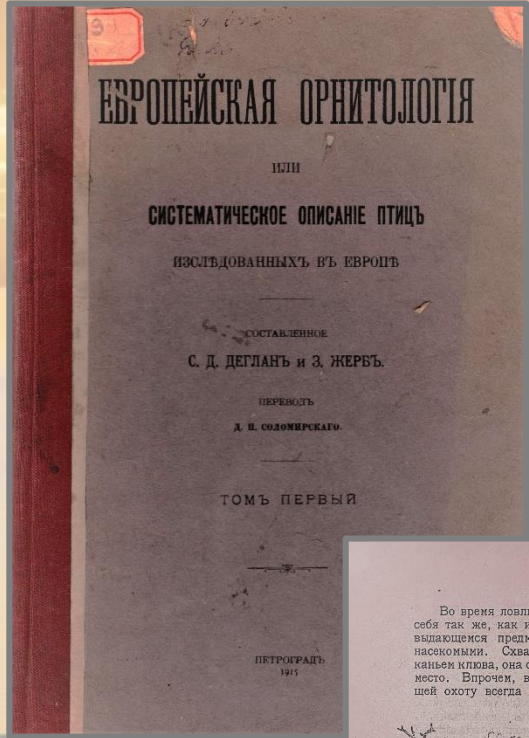 ЕВРОПЕЙСКАЯ ОРНИТОЛОГІЯ
ИЛИ
СИСТЕМАТИЧЕСКОЕ ОПИСАНІЕ ПТИЦЪ
ИЗСЛѢДОВАННЫХЪ ВЪ ЕВРОПѢ
СОСТАВЛЕННОЕ
С. Д. ДЕГЛАНЪ и З. ЖЕРБЪ.
ПЕРЕВОДЪ
Д. П. СОЛОМИРСКАГО.
ТОМЪ ПЕРВЫЙ
ПЕТРОГРАДЪ
1915
Во время ловли
себя так же, как и
выдающемся предм
насекомыми. Схва
каньем клюва, она с
место. Впрочем, в
щей охоту всегда